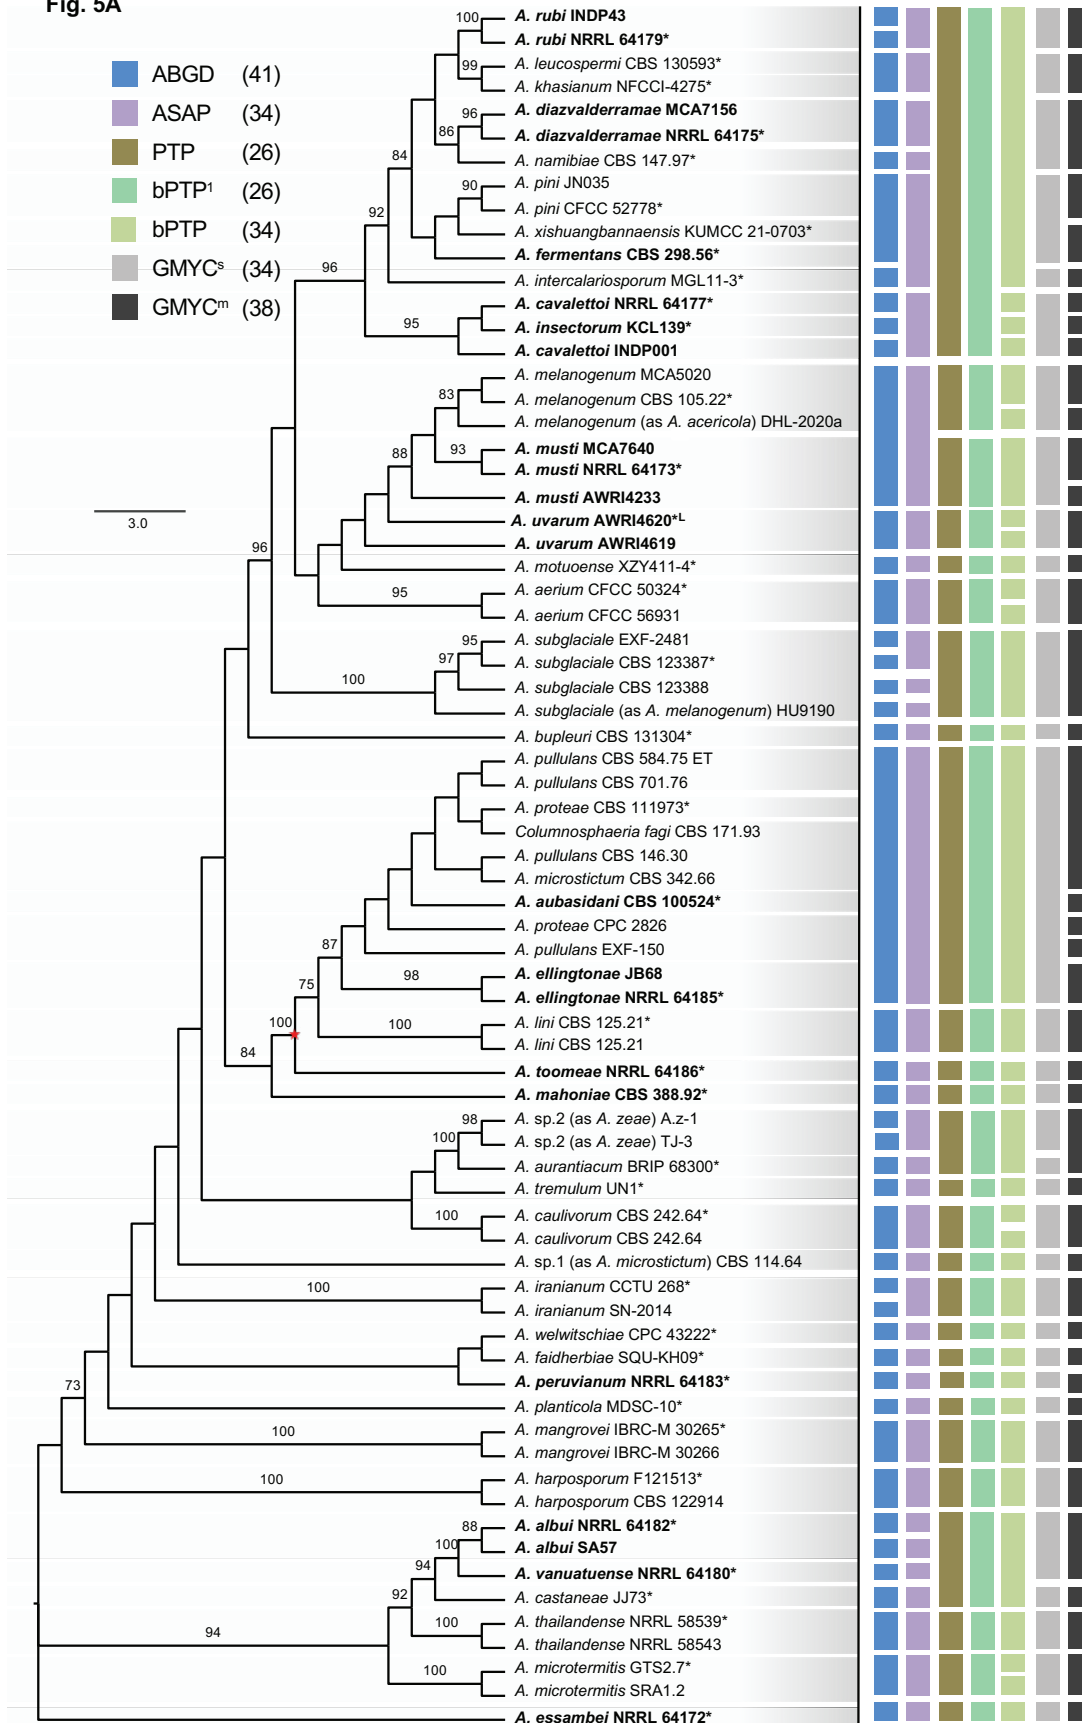 Fig. 5A
ABGD (41)
ASAP (34)
PTP (26)
bPTP¹ (26)
bPTP (34)
GMYCˢ (34)
GMYCᵐ (38)
3.0
100
A. rubi INDP43
A. rubi NRRL 64179*
99
A. leucospermi CBS 130593*
A. khasianum NFCCI-4275*
96
A. diazvalderramae MCA7156
86
A. diazvalderramae NRRL 64175*
84
A. namibiae CBS 147.97*
90
A. pini JN035
A. pini CFCC 52778*
92
A. xishuangbannaensis KUMCC 21-0703*
A. fermentans CBS 298.56*
96
A. intercalariosporum MGL11-3*
A. cavalettoi NRRL 64177*
95
A. insectorum KCL139*
A. cavalettoi INDP001
A. melanogenum MCA5020
83
A. melanogenum CBS 105.22*
A. melanogenum (as A. acericola) DHL-2020a
88
93
A. musti MCA7640
A. musti NRRL 64173*
A. musti AWRI4233
A. uvarum AWRI4620*ᴸ
A. uvarum AWRI4619
96
A. motuoense XZY411-4*
95
A. aerium CFCC 50324*
A. aerium CFCC 56931
95
A. subglaciale EXF-2481
97
A. subglaciale CBS 123387*
100
A. subglaciale CBS 123388
A. subglaciale (as A. melanogenum) HU9190
A. bupleuri CBS 131304*
A. pullulans CBS 584.75 ET
A. pullulans CBS 701.76
A. proteae CBS 111973*
Columnosphaeria fagi CBS 171.93
A. pullulans CBS 146.30
A. microstictum CBS 342.66
A. aubasidani CBS 100524*
A. proteae CPC 2826
87
A. pullulans EXF-150
98
A. ellingtonae JB68
75
A. ellingtonae NRRL 64185*
100
100
A. lini CBS 125.21*
A. lini CBS 125.21
84
A. toomeae NRRL 64186*
A. mahoniae CBS 388.92*
98
A. sp.2 (as A. zeae) A.z-1
100
A. sp.2 (as A. zeae) TJ-3
A. aurantiacum BRIP 68300*
A. tremulum UN1*
100
A. caulivorum CBS 242.64*
A. caulivorum CBS 242.64
A. sp.1 (as A. microstictum) CBS 114.64
100
A. iranianum CCTU 268*
A. iranianum SN-2014
A. welwitschiae CPC 43222*
A. faidherbiae SQU-KH09*
73
A. peruvianum NRRL 64183*
A. planticola MDSC-10*
100
A. mangrovei IBRC-M 30265*
A. mangrovei IBRC-M 30266
100
A. harposporum F121513*
A. harposporum CBS 122914
88
A. albui NRRL 64182*
100
A. albui SA57
94
A. vanuatuense NRRL 64180*
92
A. castaneae JJ73*
100
A. thailandense NRRL 58539*
94
A. thailandense NRRL 58543
100
A. microtermitis GTS2.7*
A. microtermitis SRA1.2
A. essambei NRRL 64172*